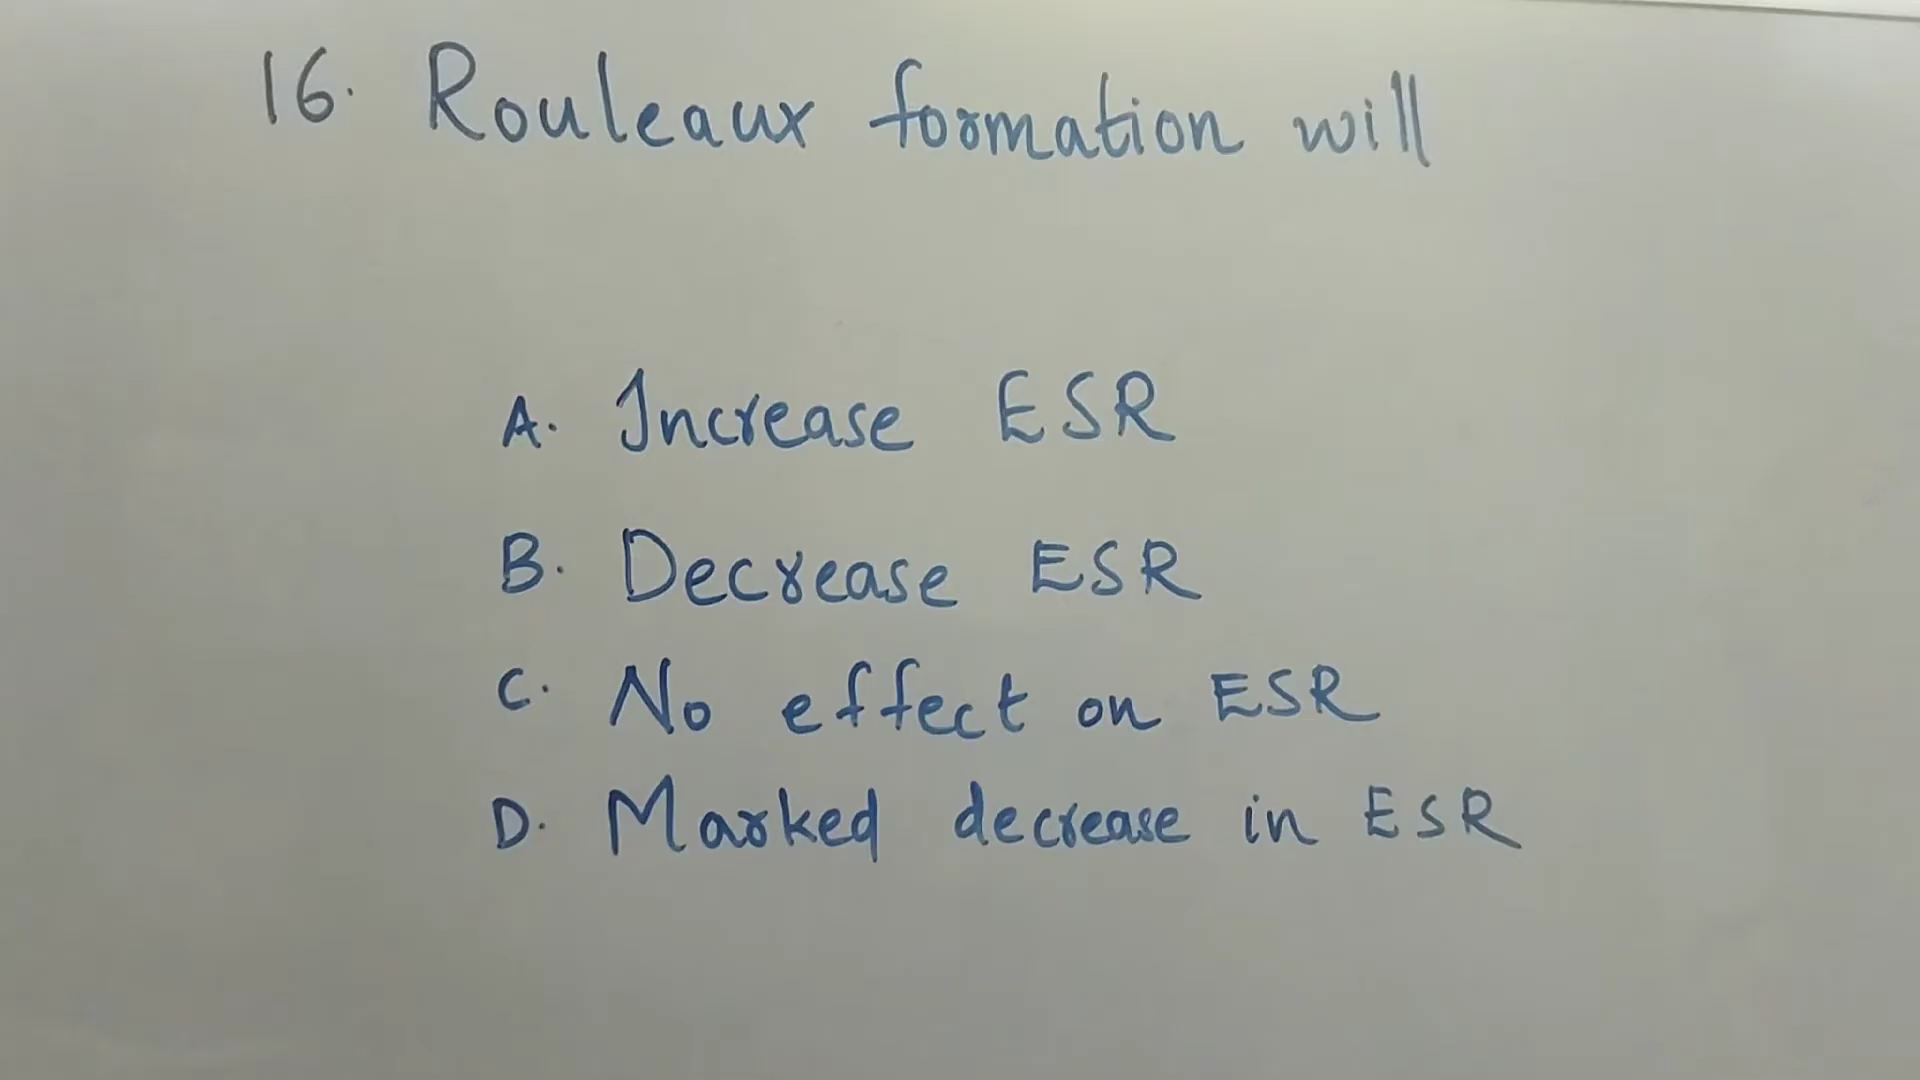 16. Rouleaux formation will
A. Increase ESR
B. Decrease ESR
C. No effect on ESR
D. Marked decrease in ESR